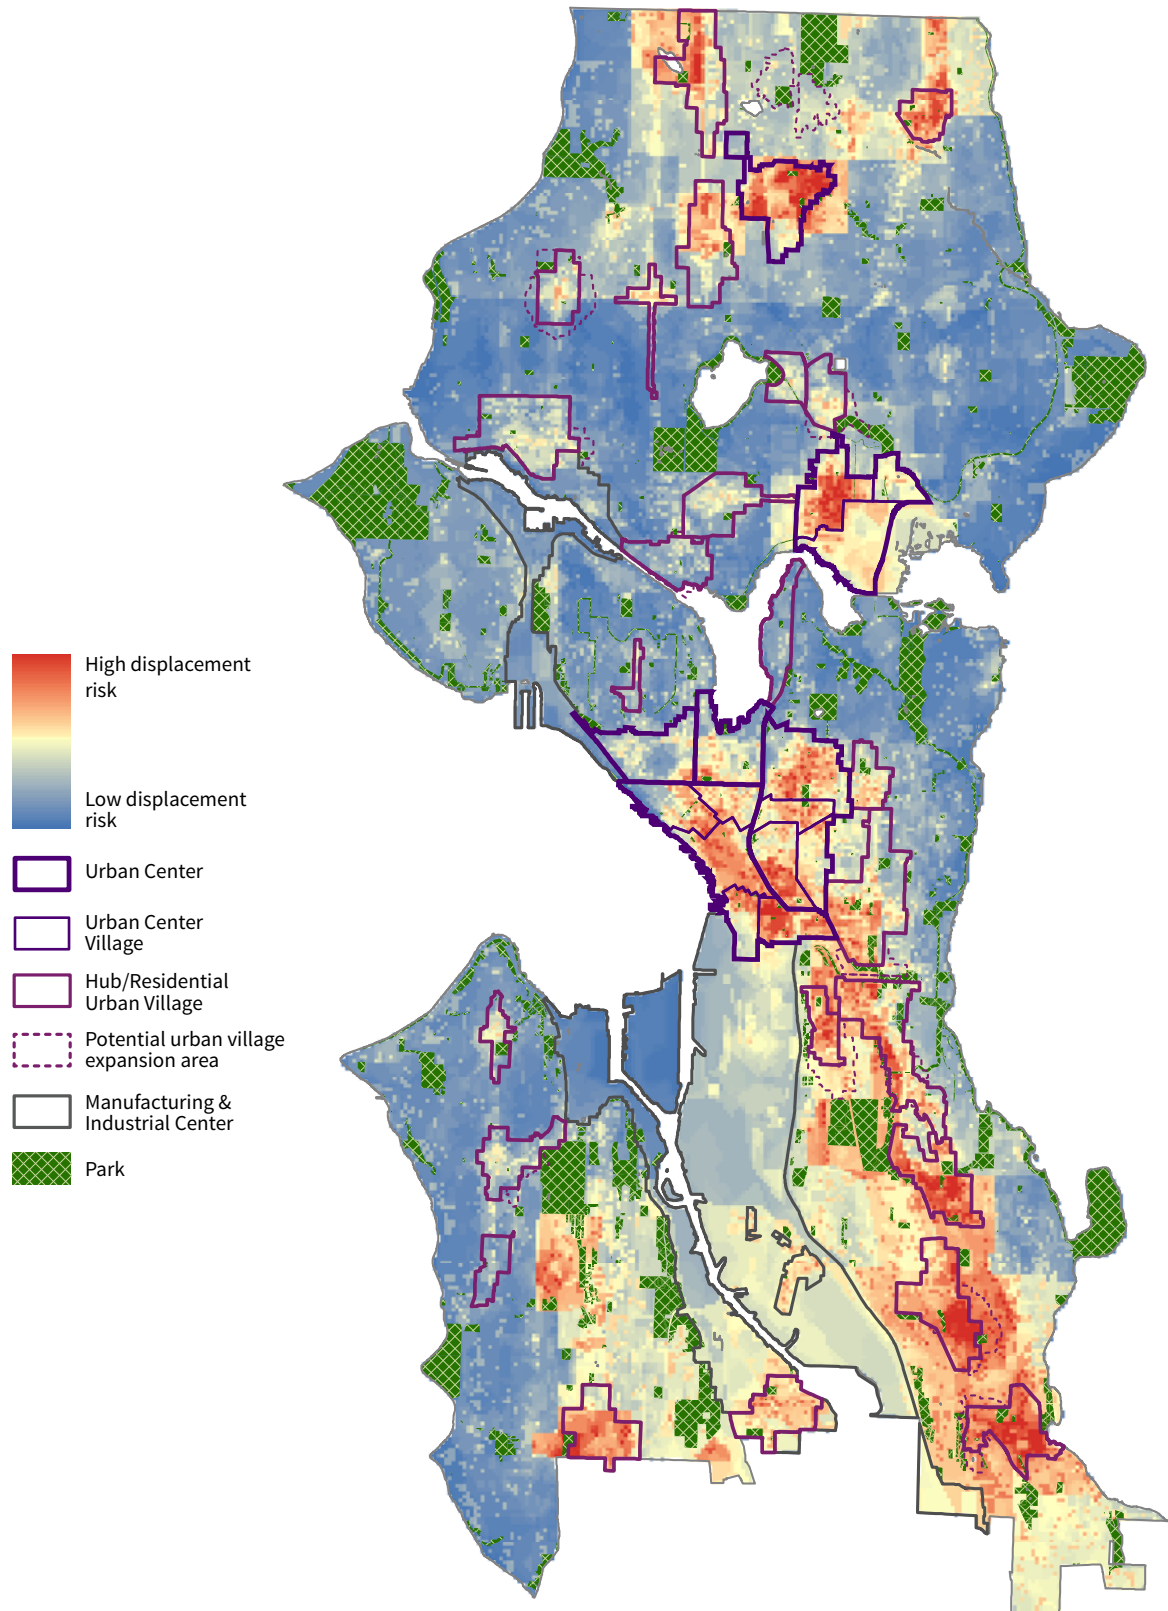 High displacement
risk
Low displacement
risk
Urban Center
Urban Center
Village
Hub/Residential
Urban Village
Potential urban village
expansion area
Manufacturing &
Industrial Center
Park